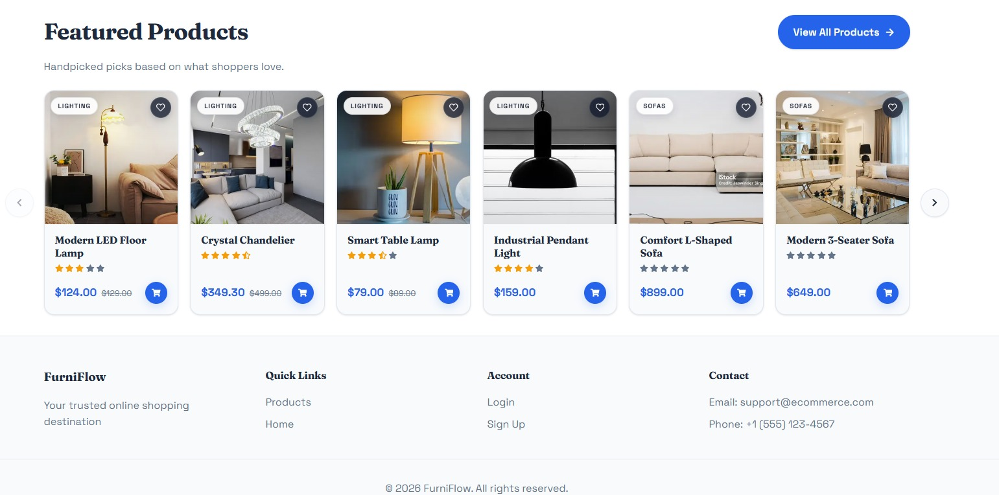 Featured Products
View All Products
Handpicked picks based on what shoppers love.
LIGHTING
LIGHTING
LIGHTING
LIGHTING
SOFAS
SOFAS
GROW
GROW
GROW
iStock
Credit: Jaswinder Sing
Modern LED Floor
Lamp
$124.00 $129.00
Crystal Chandelier
$349.30 $499.00
Smart Table Lamp
$79.00 $89.00
Industrial Pendant
Light
$159.00
Comfort L-Shaped
Sofa
$899.00
Modern 3-Seater Sofa
$649.00
FurniFlow
Your trusted online shopping
destination
Quick Links
Products
Home
Account
Login
Sign Up
Contact
Email: support@ecommerce.com
Phone: +1 (555) 123-4567
© 2026 FurniFlow. All rights reserved.